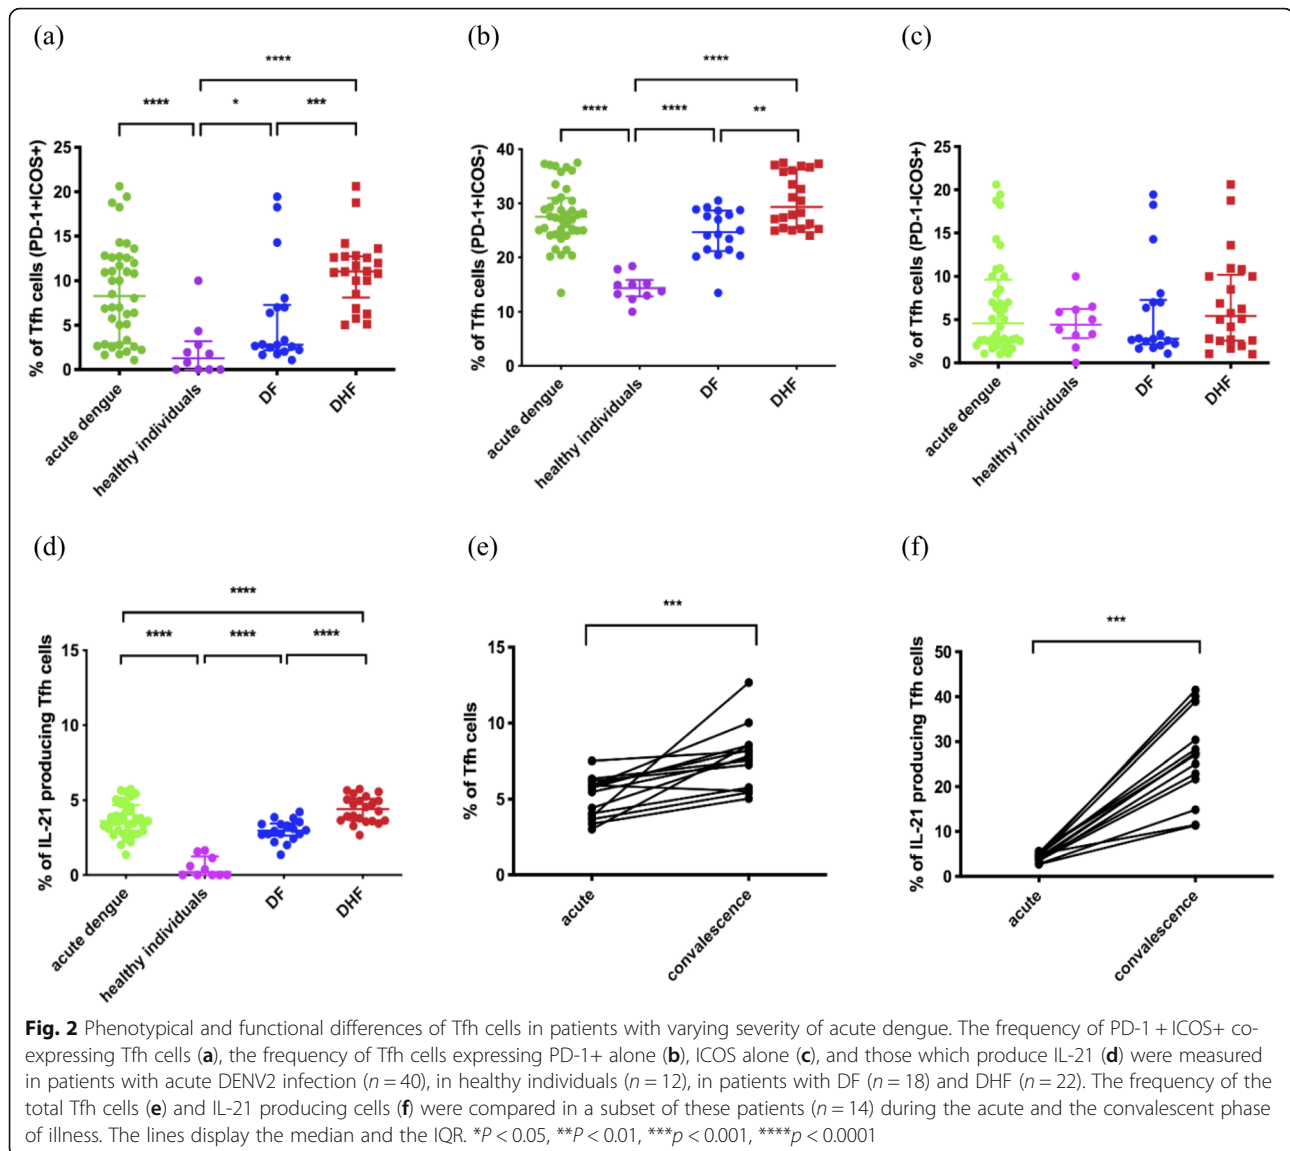 (a)
****
****
*
***
% of Tfh cells (PD-1+ICOS+)
25
20
15
10
5
0
acute dengue
healthy individuals
DF
DHF
(b)
****
****
****
**
% of Tfh cells (PD-1+ICOS-)
40
30
20
10
0
acute dengue
healthy individuals
DF
DHF
(c)
% of Tfh cells (PD-1-ICOS+)
25
20
15
10
5
0
acute dengue
healthy individuals
DF
DHF
(d)
****
****
****
****
% of IL-21 producing Tfh cells
15
10
5
0
acute dengue
healthy individuals
DF
DHF
(e)
***
% of Tfh cells
15
10
5
0
acute
convalescence
(f)
***
% of IL-21 producing Tfh cells
50
40
30
20
10
0
acute
convalescence
Fig. 2 Phenotypical and functional differences of Tfh cells in patients with varying severity of acute dengue. The frequency of PD-1 + ICOS+ co-
expressing Tfh cells (a), the frequency of Tfh cells expressing PD-1+ alone (b), ICOS alone (c), and those which produce IL-21 (d) were measured
in patients with acute DENV2 infection (n = 40), in healthy individuals (n = 12), in patients with DF (n = 18) and DHF (n = 22). The frequency of the
total Tfh cells (e) and IL-21 producing cells (f) were compared in a subset of these patients (n = 14) during the acute and the convalescent phase
of illness. The lines display the median and the IQR. *P < 0.05, **P < 0.01, ***p < 0.001, ****p < 0.0001